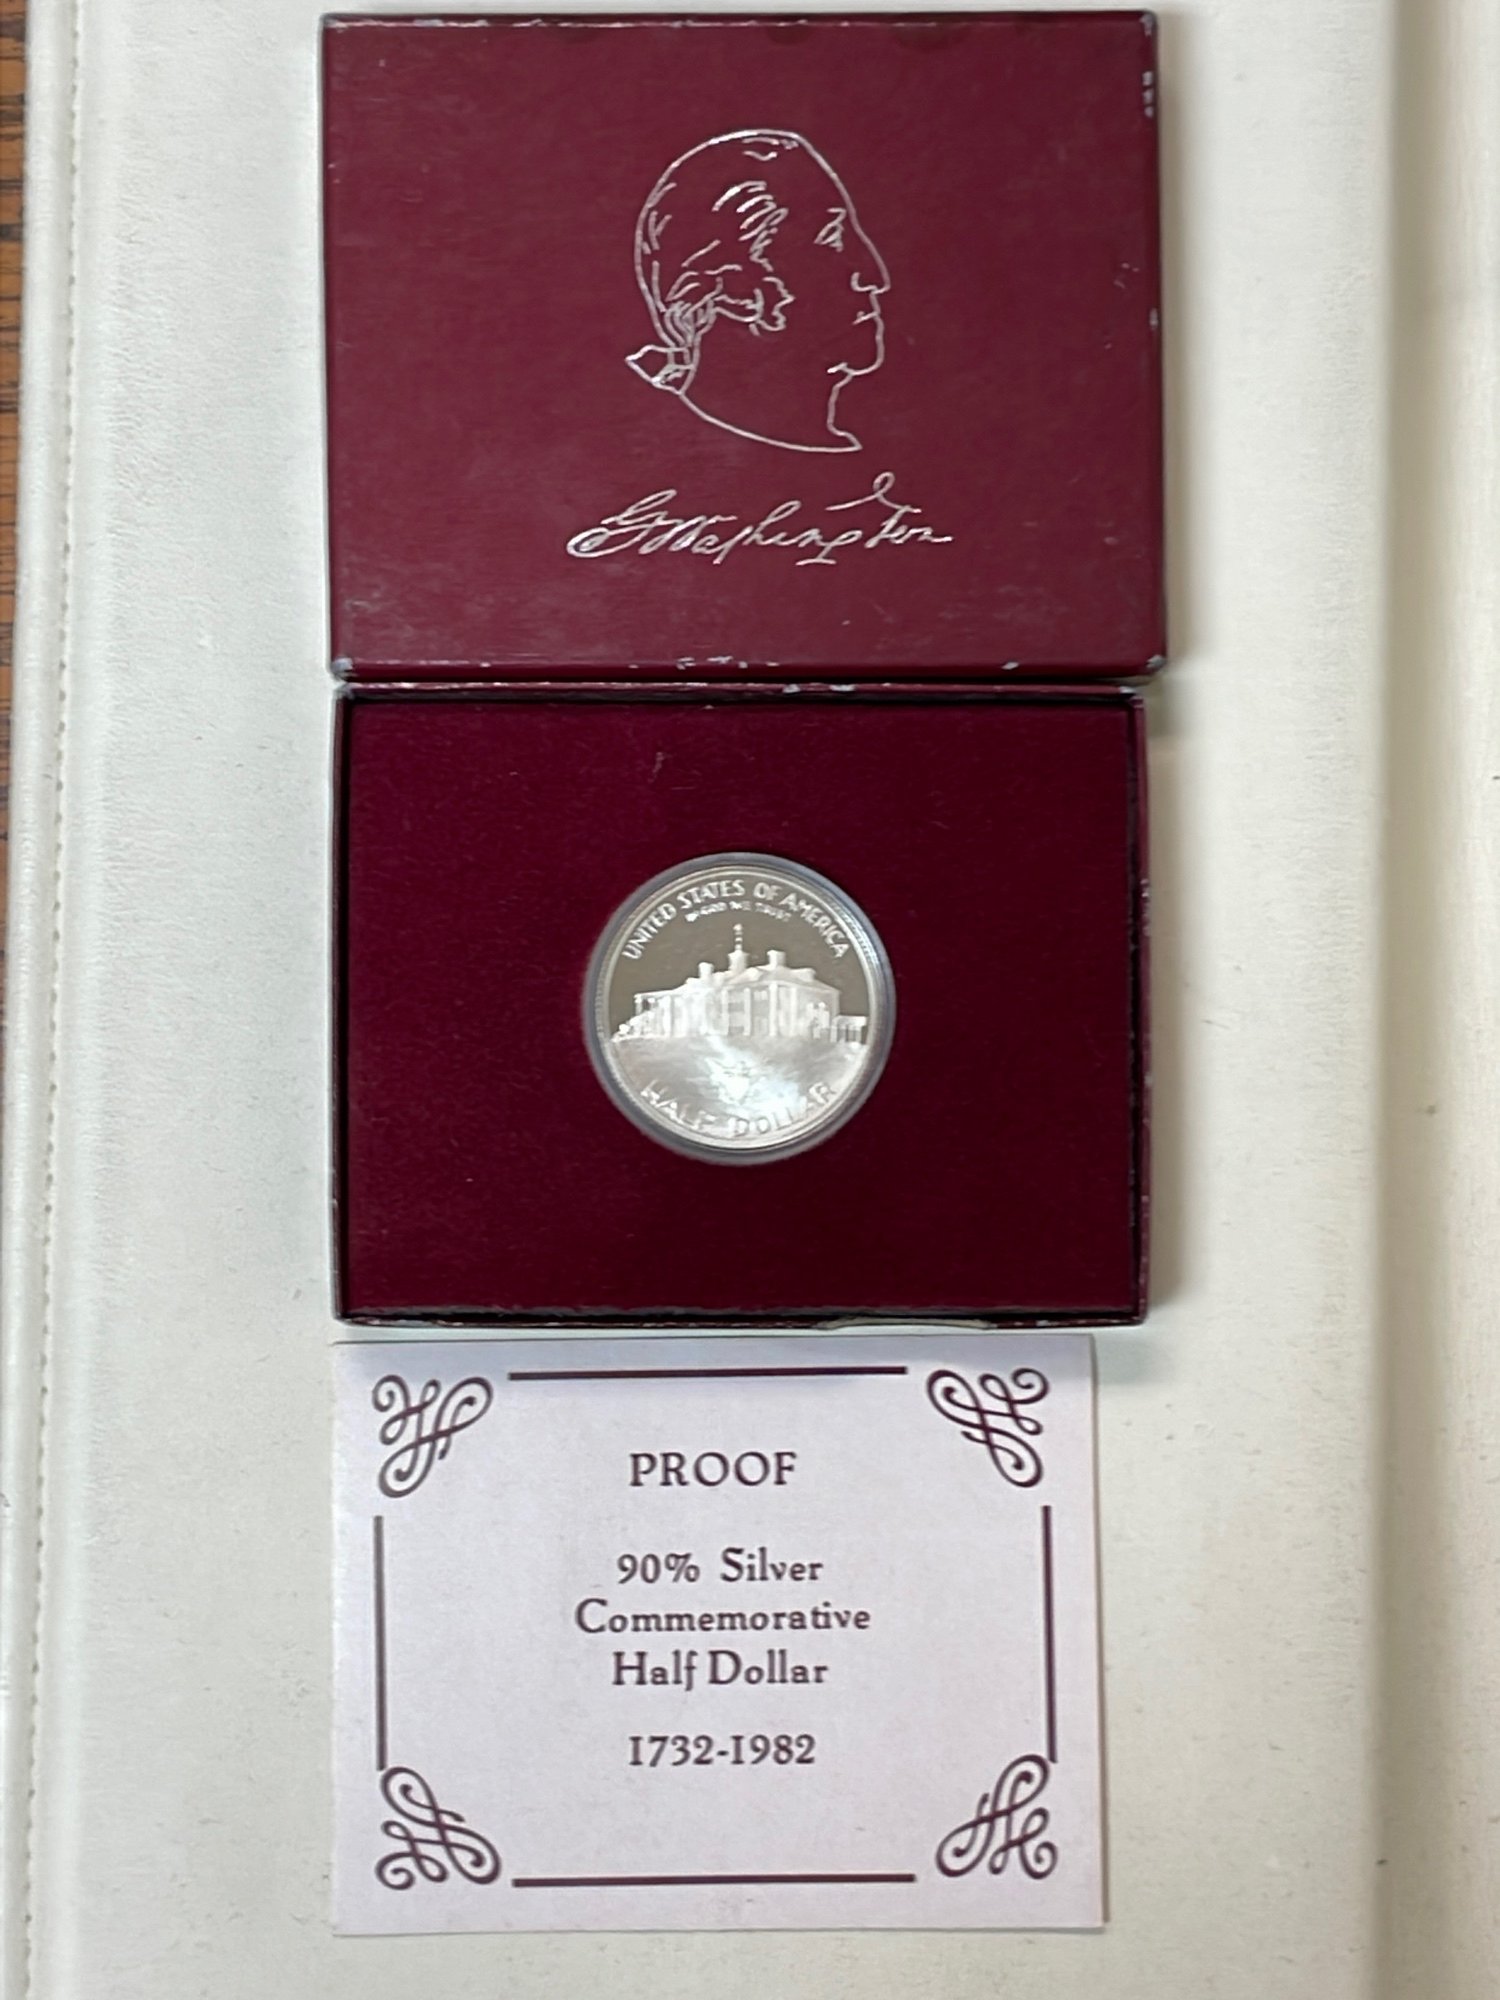 G Washington
UNITED STATES OF AMERICA
IN GOD WE TRUST
HALF DOLLAR
PROOF
90% Silver
Commemorative
Half Dollar
1732-1982